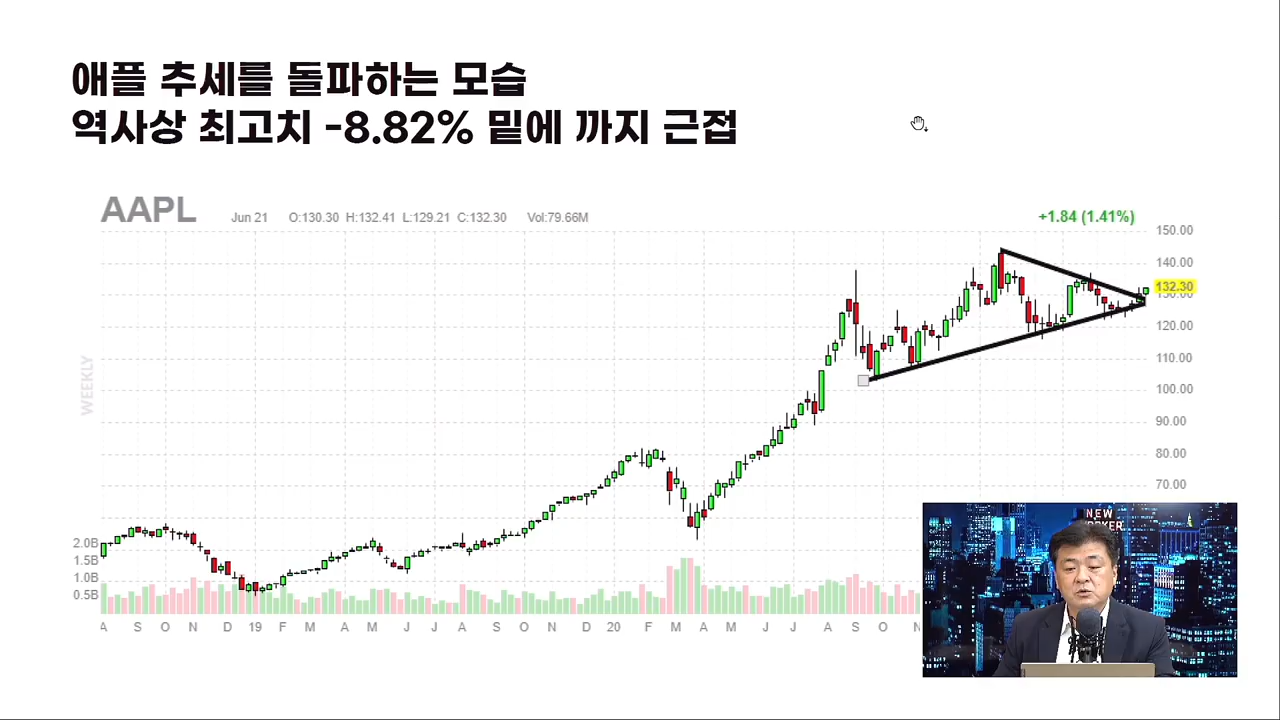 애플 추세를 돌파하는 모습
역사상 최고치 -8.82% 밑에 까지 근접
AAPL Jun 21 O:130.30 H:132.41 L:129.21 C:132.30 Vol:79.66M +1.84 (1.41%)
150.00
140.00
132.30
130.00
120.00
110.00
100.00
90.00
80.00
70.00
WEEKLY
2.0B
1.5B
1.0B
0.5B
A S O N D 19 F M A M J J A S O N D 20 F M A M J J A S O N
NEW